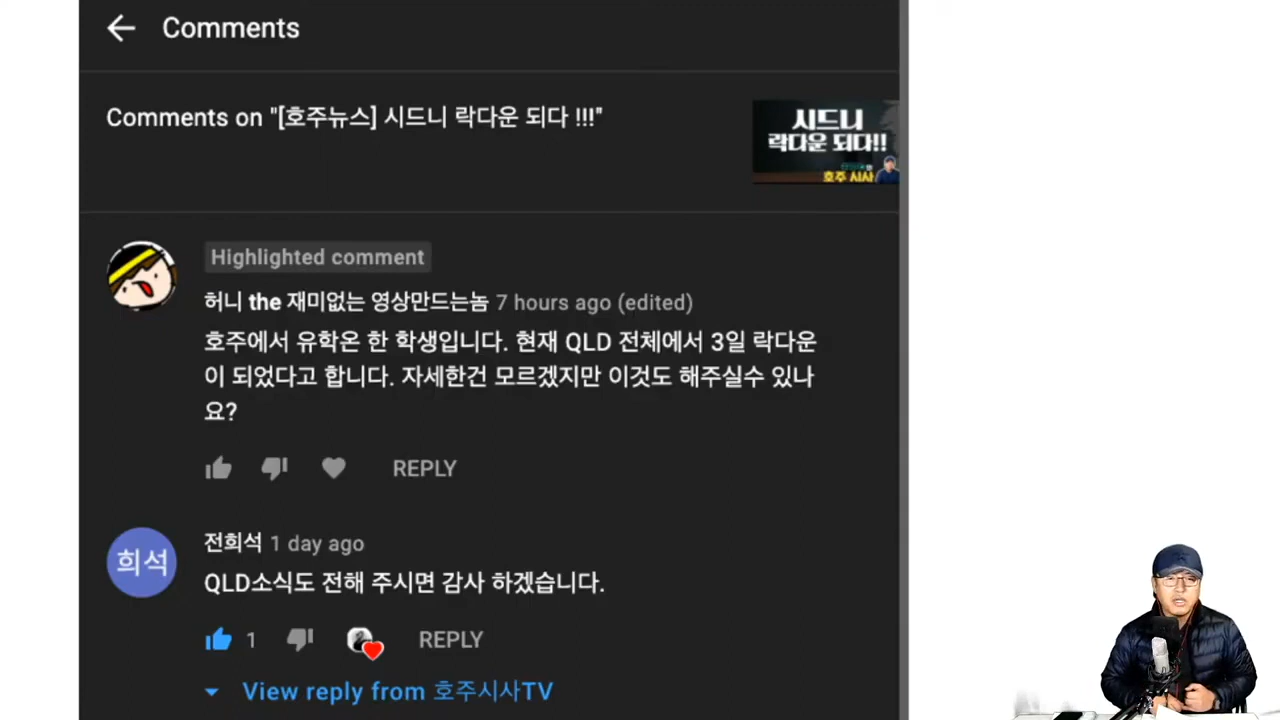 Comments
Comments on "[호주뉴스] 시드니 락다운 되다 !!!"
시드니
락다운 되다!!
호주 시사
Highlighted comment
허니 the 재미없는 영상만드는놈 7 hours ago (edited)
호주에서 유학온 한 학생입니다. 현재 QLD 전체에서 3일 락다운
이 되었다고 합니다. 자세한건 모르겠지만 이것도 해주실수 있나
요?
REPLY
희석
전희석 1 day ago
QLD소식도 전해 주시면 감사 하겠습니다.
1 REPLY
View reply from 호주시사TV